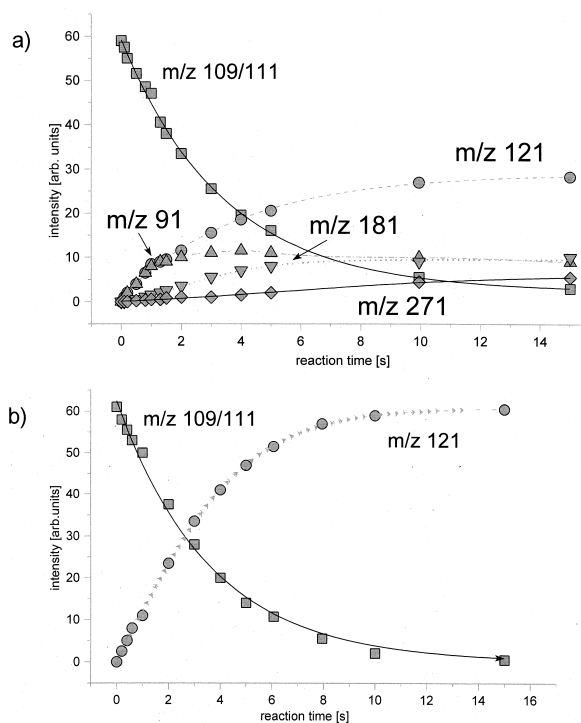 a)
60
50
40
30
20
10
0
intensity [arb. units]
m/z 109/111
m/z 121
m/z 91
m/z 181
m/z 271
0
2
4
6
8
10
12
14
reaction time [s]
b)
60
50
40
30
20
10
0
intensity [arb.units]
m/z 109/111
m/z 121
0
2
4
6
8
10
12
14
16
reaction time [s]